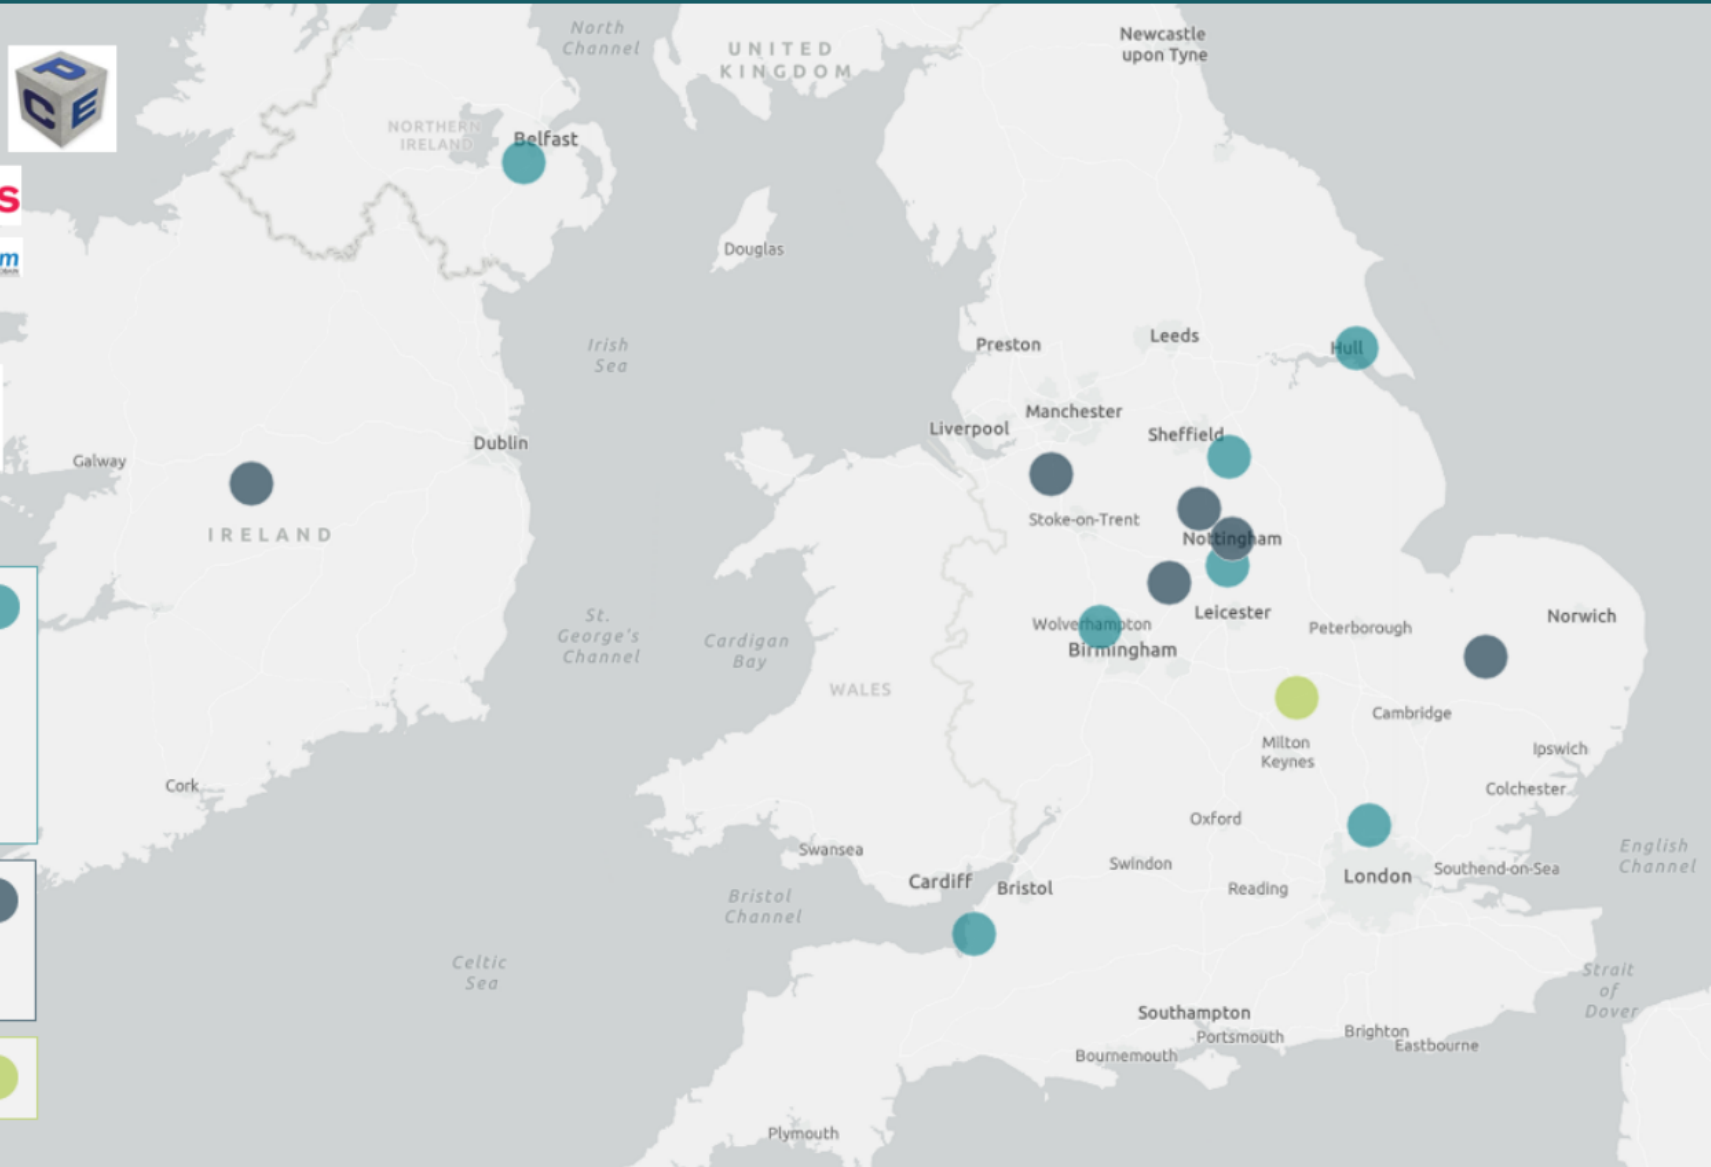 North
Channel
UNITED
KINGDOM
Newcastle
upon Tyne
P
C E
NORTHERN
IRELAND
Belfast
s
m
Douglas
Irish
Sea
Preston
Leeds
Hull
Manchester
Liverpool
Sheffield
Dublin
Galway
Stoke-on-Trent
Nottingham
IRELAND
Leicester
Wolverhampton
Peterborough
Norwich
St.
George's
Channel
Cardigan
Bay
Birmingham
WALES
Cambridge
Milton
Keynes
Ipswich
Cork
Colchester
Oxford
Swansea
Swindon
English
Channel
Cardiff
Bristol
Reading
London
Southend-on-Sea
Bristol
Channel
Celtic
Sea
Strait
of
Dover
Southampton
Portsmouth
Brighton
Eastbourne
Bournemouth
Plymouth